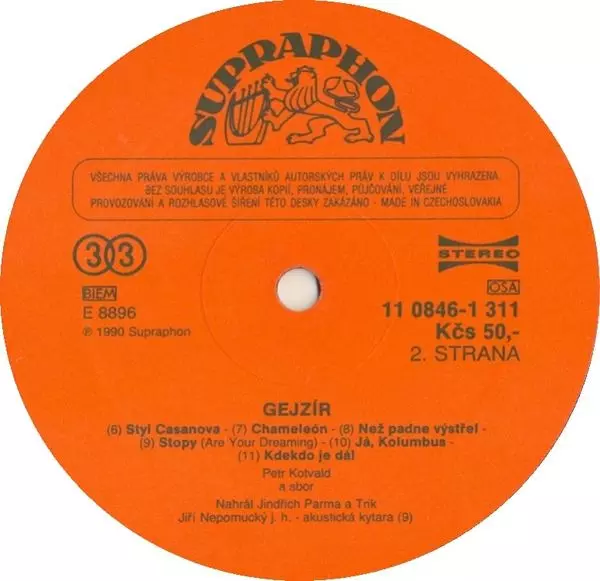 SUPRAPHON
VŠECHNA PRÁVA VÝROBCE A VLASTNÍKŮ AUTORSKÝCH PRÁV K DÍLU JSOU VYHRAZENA.
BEZ SOUHLASU JE VÝROBA KOPIÍ, PRONÁJEM, PŮJČOVÁNÍ, VEŘEJNÉ
PROVOZOVÁNÍ A ROZHLASOVÉ ŠÍŘENÍ TÉTO DESKY ZAKÁZÁNO - MADE IN CZECHOSLOVAKIA
33
STEREO
BIEM
OSA
E 8896
11 0846-1 311
℗ 1990 Supraphon
Kčs 50,-
2. STRANA
GEJZÍR
(6) Styl Casanova - (7) Chameleón - (8) Než padne výstřel -
(9) Stopy (Are Your Dreaming) - (10) Já, Kolumbus -
(11) Kdekdo je dál
Petr Kotvald
a sbor
Nahrál Jindřich Parma a Trik
Jiří Nepomucký j. h. - akustická kytara (9)